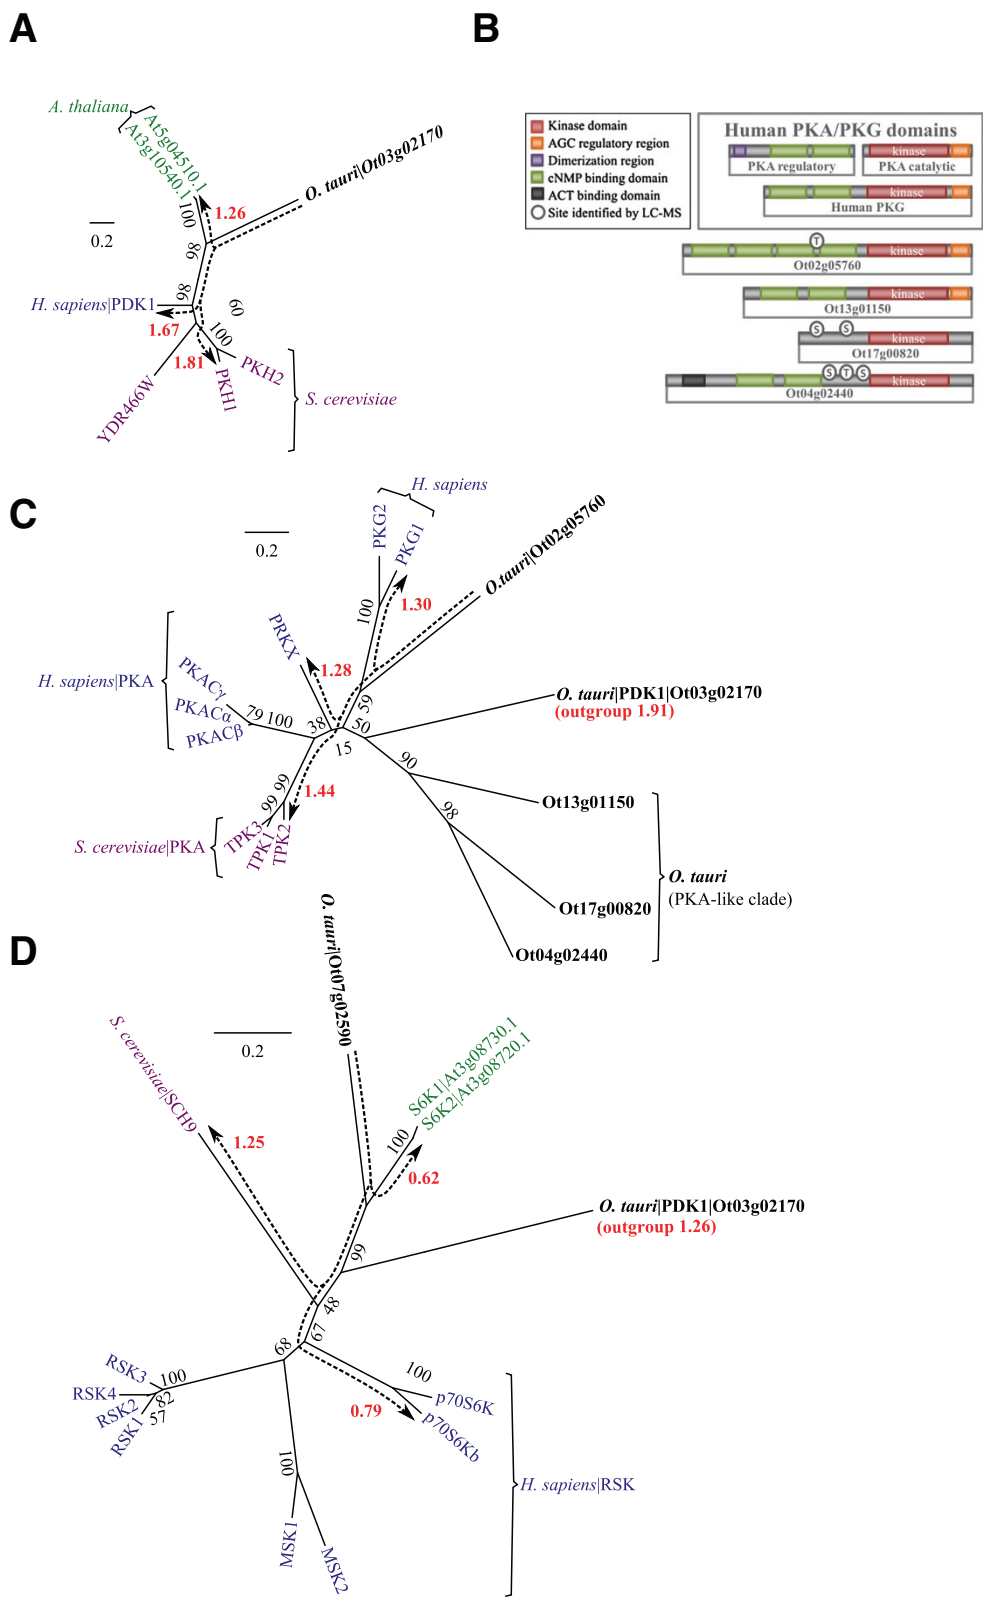 A
B
A. thaliana
At5g04510.1
At3g10540.1
O. tauri|Ot03g02170
100
1.26
0.2
98
98
H. sapiens|PDK1
60
1.67
100
1.81
PKH2
PKH1
YDR466W
S. cerevisiae
Kinase domain
AGC regulatory region
Dimerization region
cNMP binding domain
ACT binding domain
Site identified by LC-MS
Human PKA/PKG domains
kinase
PKA regulatory
PKA catalytic
kinase
Human PKG
T
kinase
Ot02g05760
kinase
Ot13g01150
S S
kinase
Ot17g00820
S T S
kinase
Ot04g02440
C
H. sapiens
PKG2
PKG1
O.tauri|Ot02g05760
0.2
100
1.30
PRKX
1.28
H. sapiens|PKA
PKACγ
PKACα
PKACβ
79 100
38
59
50
15
O. tauri|PDK1|Ot03g02170
(outgroup 1.91)
90
99 99
1.44
98
Ot13g01150
S. cerevisiae|PKA
TPK3
TPK1
TPK2
O. tauri
(PKA-like clade)
Ot17g00820
Ot04g02440
D
O. tauri|Ot07g02590
0.2
S. cerevisiae|SCH9
S6K1|At3g08730.1
S6K2|At3g08720.1
100
1.25
0.62
O. tauri|PDK1|Ot03g02170
(outgroup 1.26)
99
48
67
68
RSK3
RSK4
RSK2
RSK1
100
82
57
100
p70S6K
p70S6Kb
0.79
100
H. sapiens|RSK
MSK1
MSK2